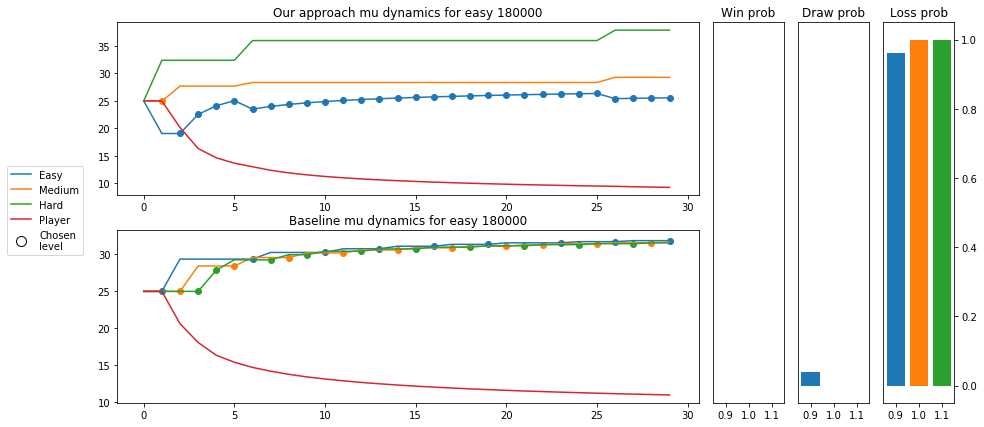 Our approach mu dynamics for easy 180000
Win prob
Draw prob
Loss prob
35
30
25
20
15
10
0 5 10 15 20 25 30
Easy
Medium
Hard
Player
Chosen
level
Baseline mu dynamics for easy 180000
30
25
20
15
10
0 5 10 15 20 25 30
0.9 1.0 1.1
0.9 1.0 1.1
0.9 1.0 1.1
1.0
0.8
0.6
0.4
0.2
0.0